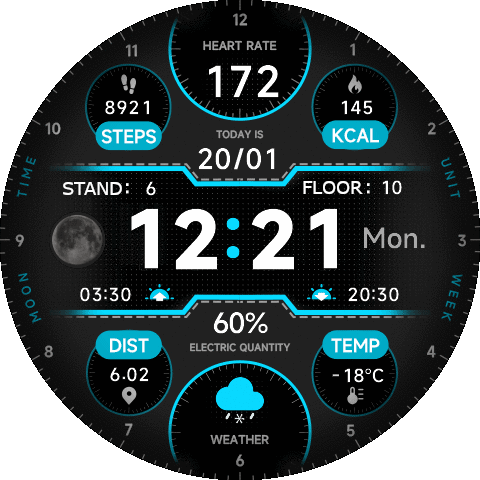 12
HEART RATE
172
11
1
8921
STEPS
145
KCAL
10
2
TODAY IS
20/01
TIME
UNIT
STAND: 6
FLOOR: 10
9
12:21
Mon.
3
03:30
20:30
MOON
WEEK
60%
ELECTRIC QUANTITY
8
4
DIST
6.02
TEMP
-18°C
7
5
WEATHER
6